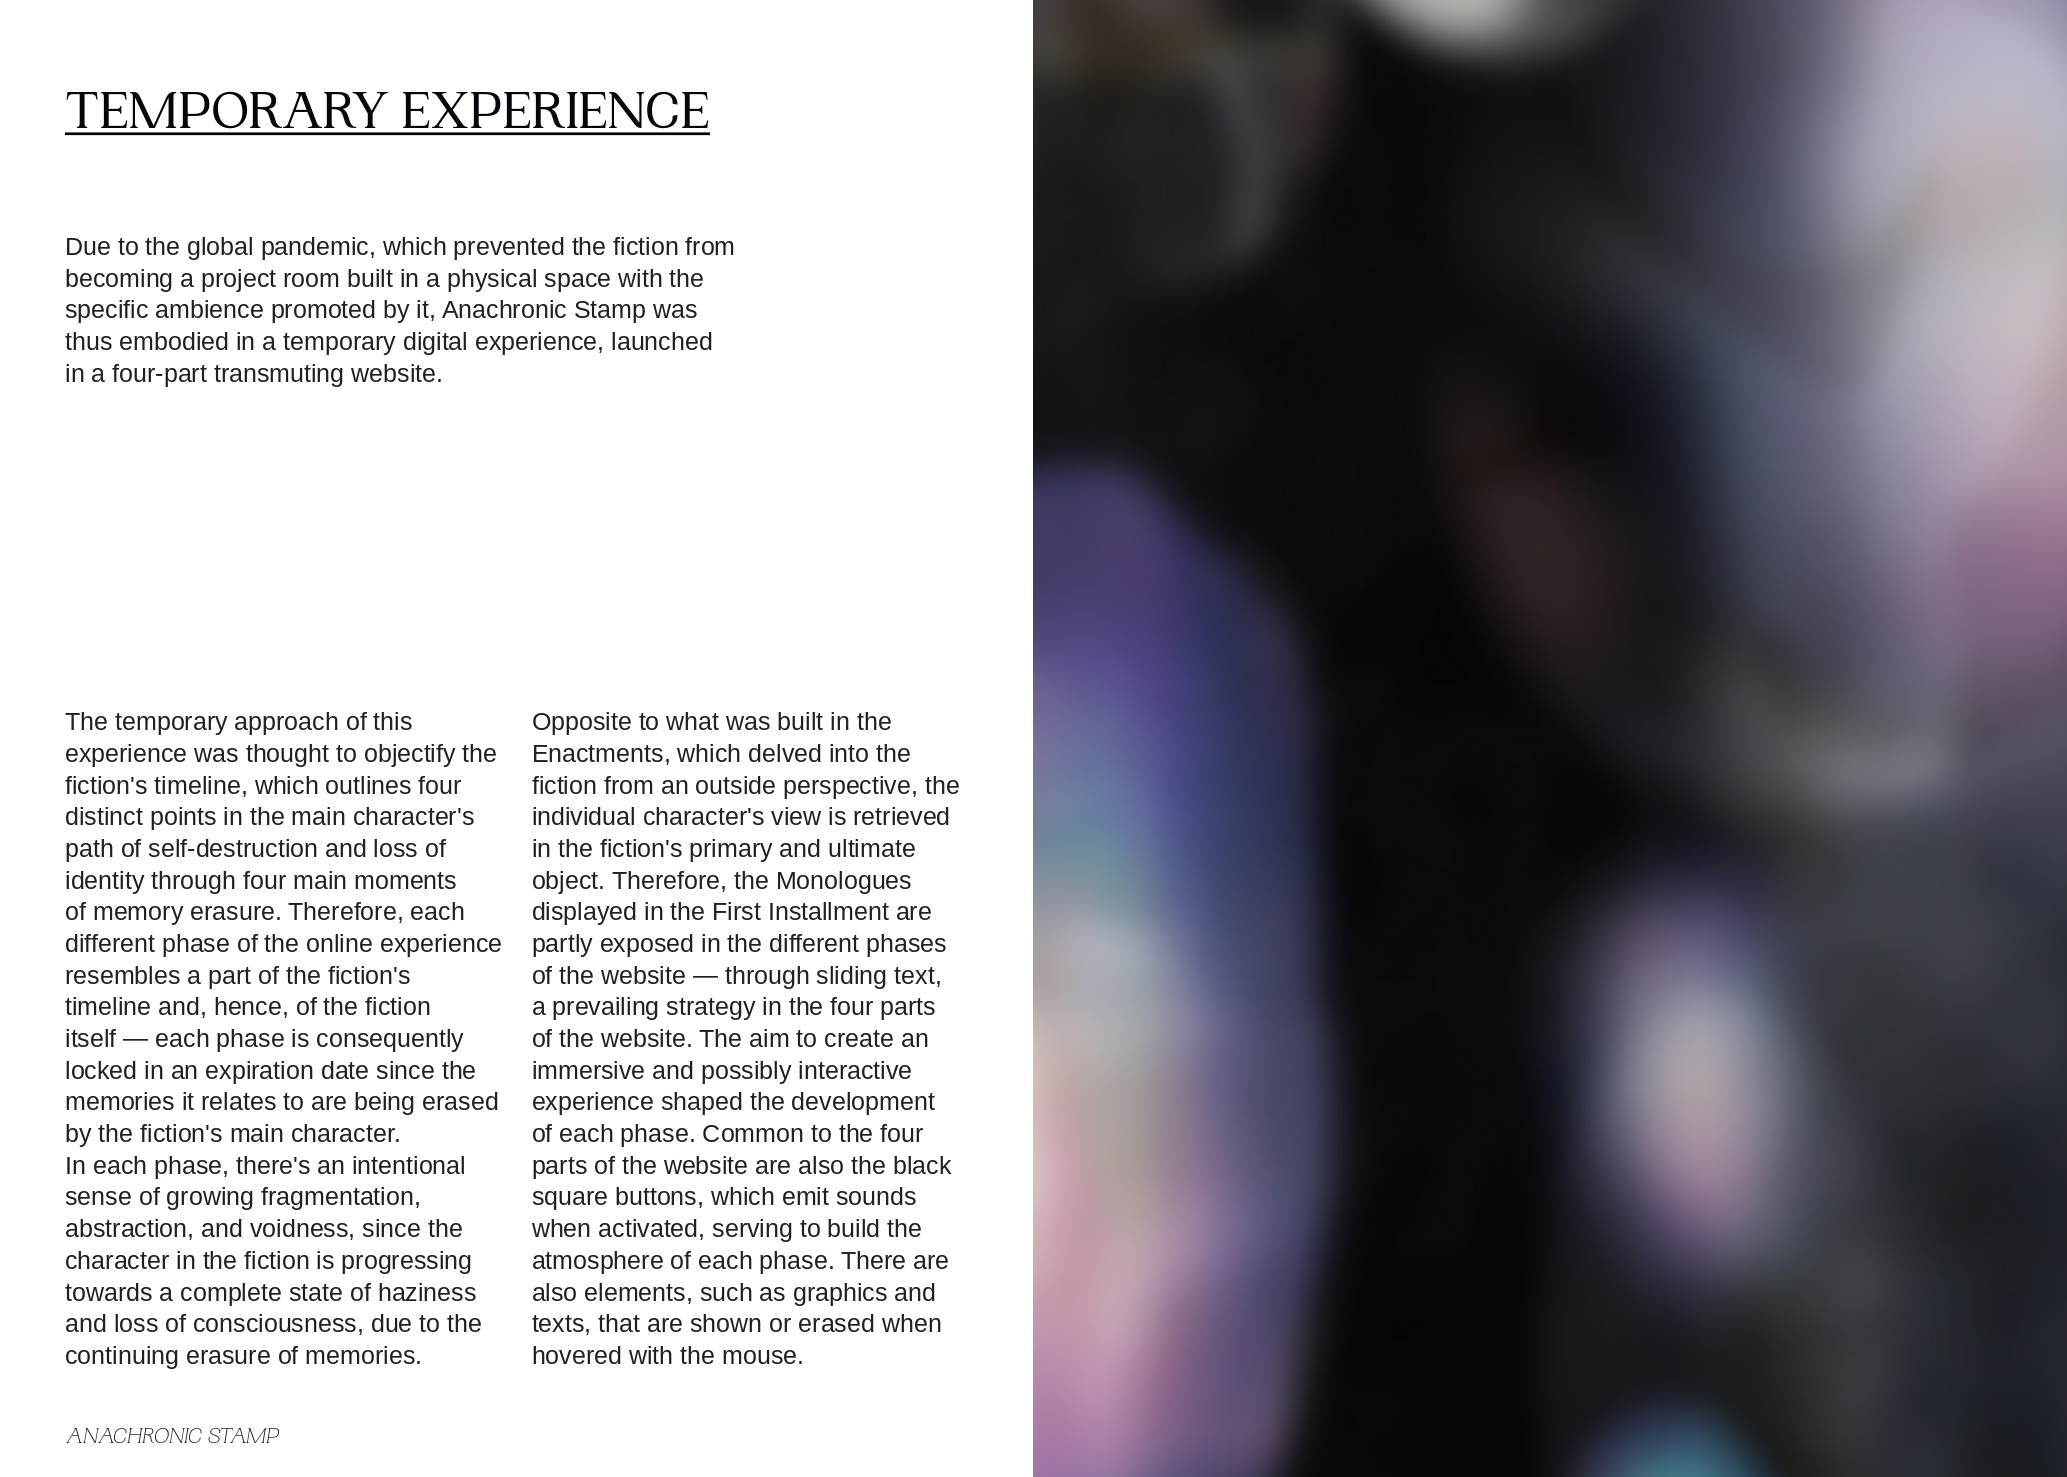 TEMPORARY EXPERIENCE
Due to the global pandemic, which prevented the fiction from
becoming a project room built in a physical space with the
specific ambience promoted by it, Anachronic Stamp was
thus embodied in a temporary digital experience, launched
in a four-part transmuting website.
The temporary approach of this
experience was thought to objectify the
fiction's timeline, which outlines four
distinct points in the main character's
path of self-destruction and loss of
identity through four main moments
of memory erasure. Therefore, each
different phase of the online experience
resembles a part of the fiction's
timeline and, hence, of the fiction
itself — each phase is consequently
locked in an expiration date since the
memories it relates to are being erased
by the fiction's main character.
In each phase, there's an intentional
sense of growing fragmentation,
abstraction, and voidness, since the
character in the fiction is progressing
towards a complete state of haziness
and loss of consciousness, due to the
continuing erasure of memories.
Opposite to what was built in the
Enactments, which delved into the
fiction from an outside perspective, the
individual character's view is retrieved
in the fiction's primary and ultimate
object. Therefore, the Monologues
displayed in the First Installment are
partly exposed in the different phases
of the website — through sliding text,
a prevailing strategy in the four parts
of the website. The aim to create an
immersive and possibly interactive
experience shaped the development
of each phase. Common to the four
parts of the website are also the black
square buttons, which emit sounds
when activated, serving to build the
atmosphere of each phase. There are
also elements, such as graphics and
texts, that are shown or erased when
hovered with the mouse.
ANACHRONIC STAMP